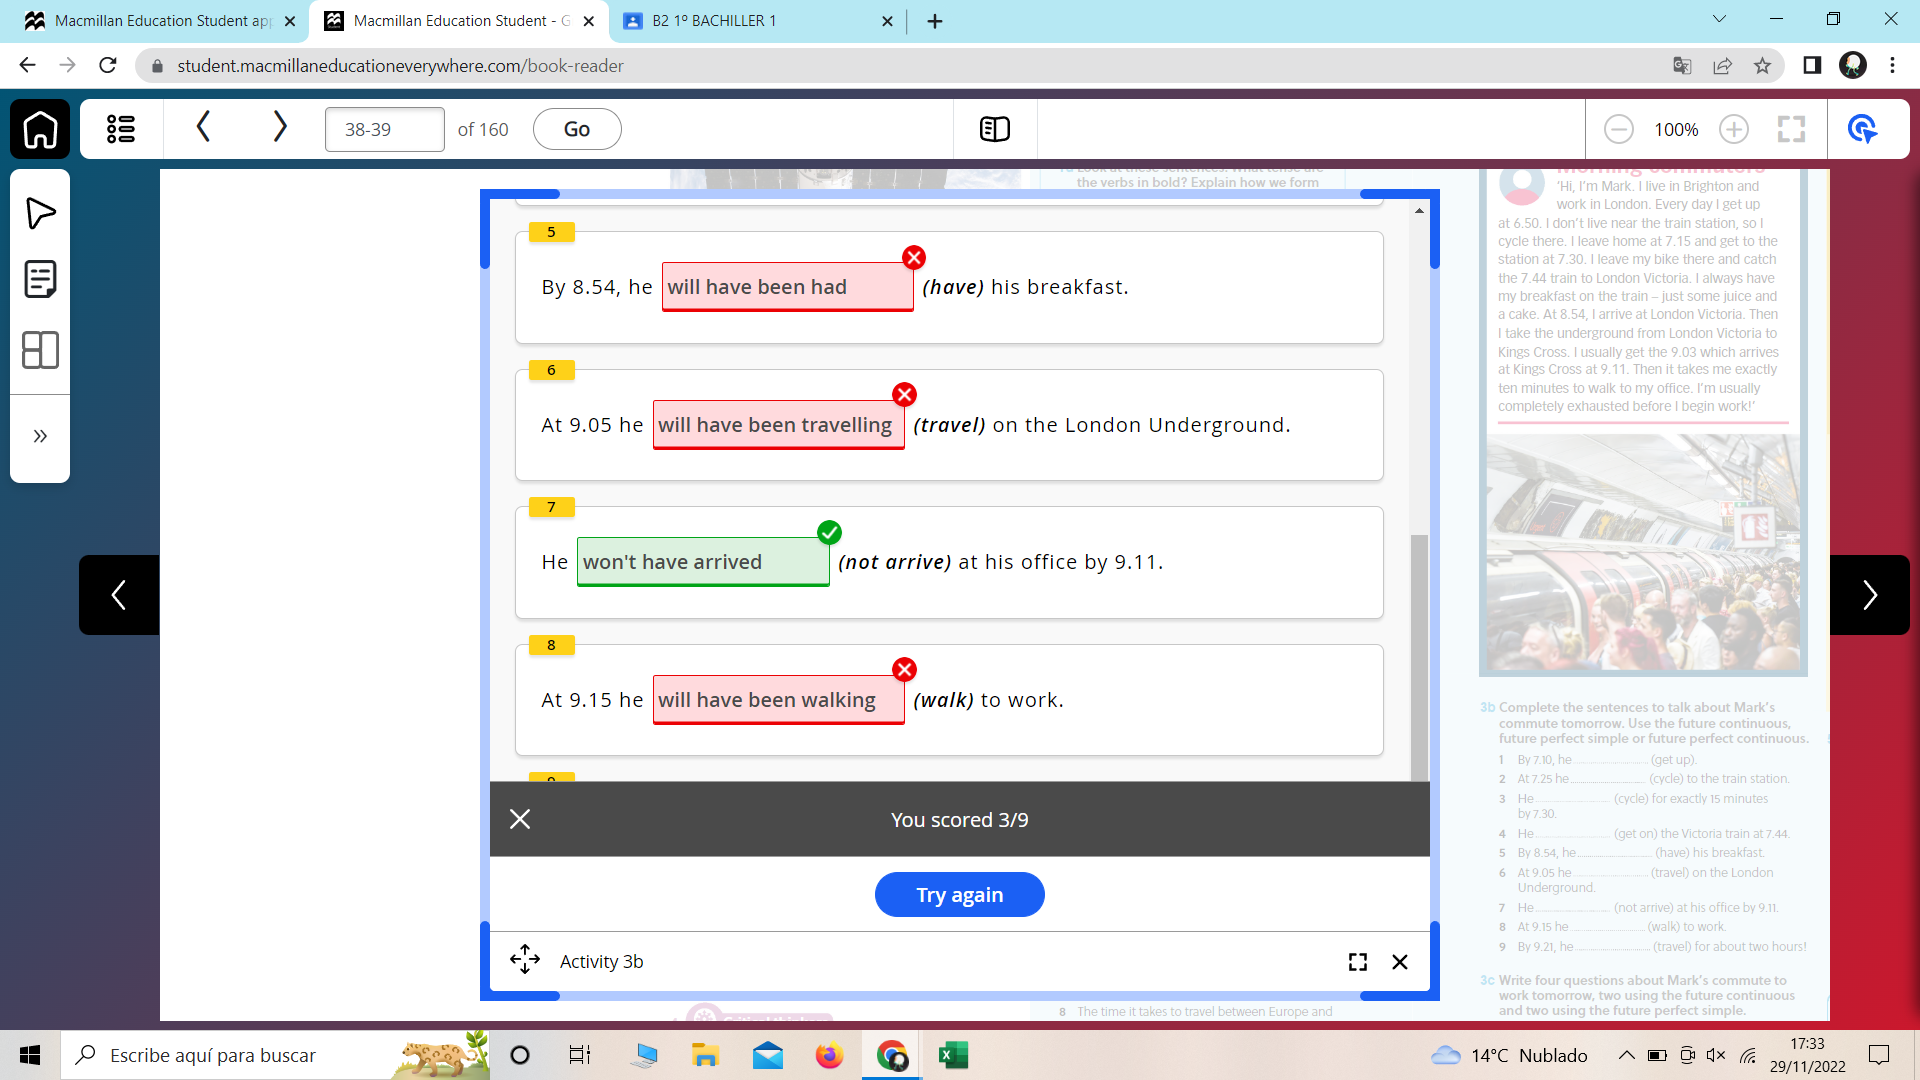 Macmillan Education Student app
Macmillan Education Student - G
B2 1º BACHILLER 1
student.macmillaneducationeverywhere.com/book-reader
38-39
of 160
Go
100%
the verbs in bold? Explain how we form
5
By 8.54, he will have been had (have) his breakfast.
6
At 9.05 he will have been travelling (travel) on the London Underground.
7
He won't have arrived (not arrive) at his office by 9.11.
8
At 9.15 he will have been walking (walk) to work.
9
You scored 3/9
Try again
Activity 3b
8 The time it takes to travel between Europe and
'Hi, I'm Mark. I live in Brighton and
work in London. Every day I get up
at 6.50. I don't live near the train station, so I
cycle there. I leave home at 7.15 and get to the
station at 7.30. I leave my bike there and catch
the 7.44 train to London Victoria. I always have
my breakfast on the train – just some juice and
a cake. At 8.54, I arrive at London Victoria. Then
I take the underground from London Victoria to
Kings Cross. I usually get the 9.03 which arrives
at Kings Cross at 9.11. Then it takes me exactly
ten minutes to walk to my office. I'm usually
completely exhausted before I begin work!'
3b Complete the sentences to talk about Mark's
commute tomorrow. Use the future continuous,
future perfect simple or future perfect continuous.
1 By 7.10, he (get up).
2 At 7.25 he (cycle) to the train station.
3 He (cycle) for exactly 15 minutes
by 7.30.
4 He (get on) the Victoria train at 7.44.
5 By 8.54, he (have) his breakfast.
6 At 9.05 he (travel) on the London
Underground.
7 He (not arrive) at his office by 9.11.
8 At 9.15 he (walk) to work.
9 By 9.21, he (travel) for about two hours!
3c Write four questions about Mark's commute to
work tomorrow, two using the future continuous
and two using the future perfect simple.
Escribe aquí para buscar
14°C Nublado
17:33
29/11/2022